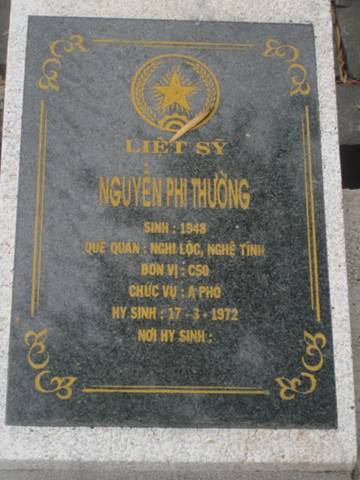 LIỆT SỸ
NGUYỄN PHI THƯỜNG
SINH : 1948
QUÊ QUÁN : NGHI LỘC, NGHỆ TĨNH
ĐƠN VỊ : C50
CHỨC VỤ : A PHÓ
HY SINH : 17 - 3 - 1972
NƠI HY SINH :